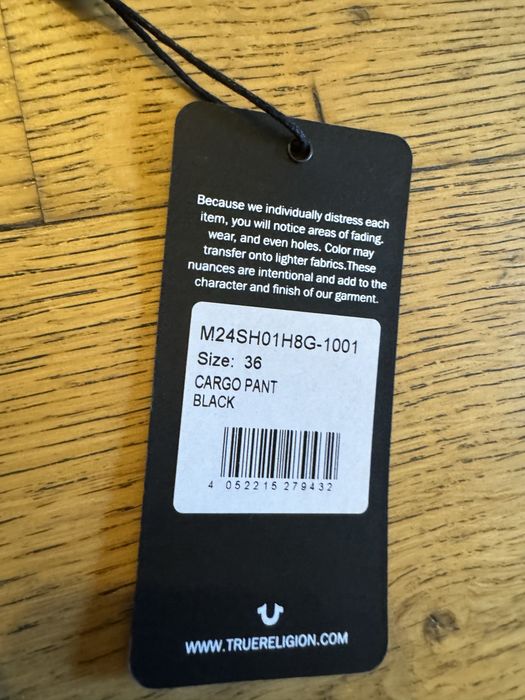 Because we individually distress each
item, you will notice areas of fading.
wear, and even holes. Color may
transfer onto lighter fabrics.These
nuances are intentional and add to the
character and finish of our garment.
M24SH01H8G-1001
Size: 36
CARGO PANT
BLACK
4 052215 279432
WWW.TRUERELIGION.COM